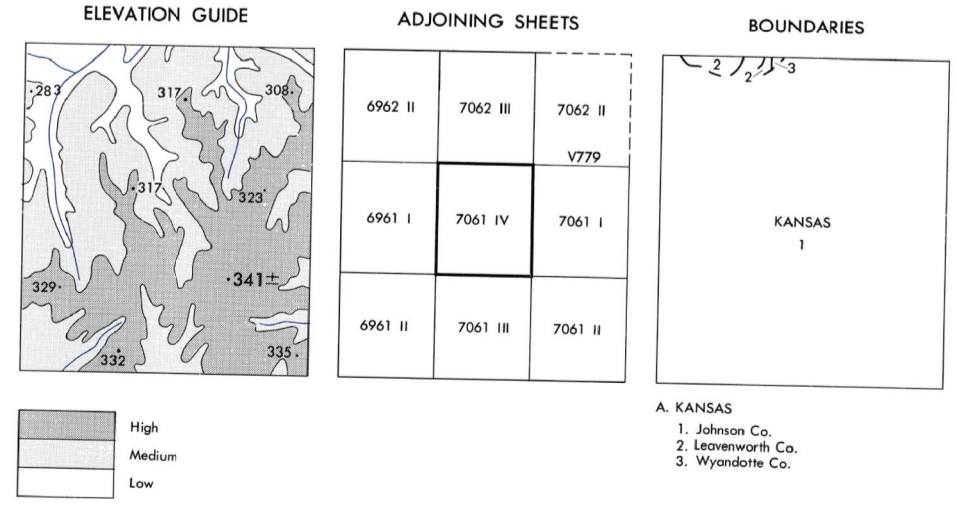 ELEVATION GUIDE
283
317
308
317
323
341±
329
332
335
High
Medium
Low
ADJOINING SHEETS
6962 II 7062 III 7062 II
V779
6961 I 7061 IV 7061 I
6961 II 7061 III 7061 II
BOUNDARIES
2 2 3
KANSAS
1
A. KANSAS
1. Johnson Co.
2. Leavenworth Co.
3. Wyandotte Co.